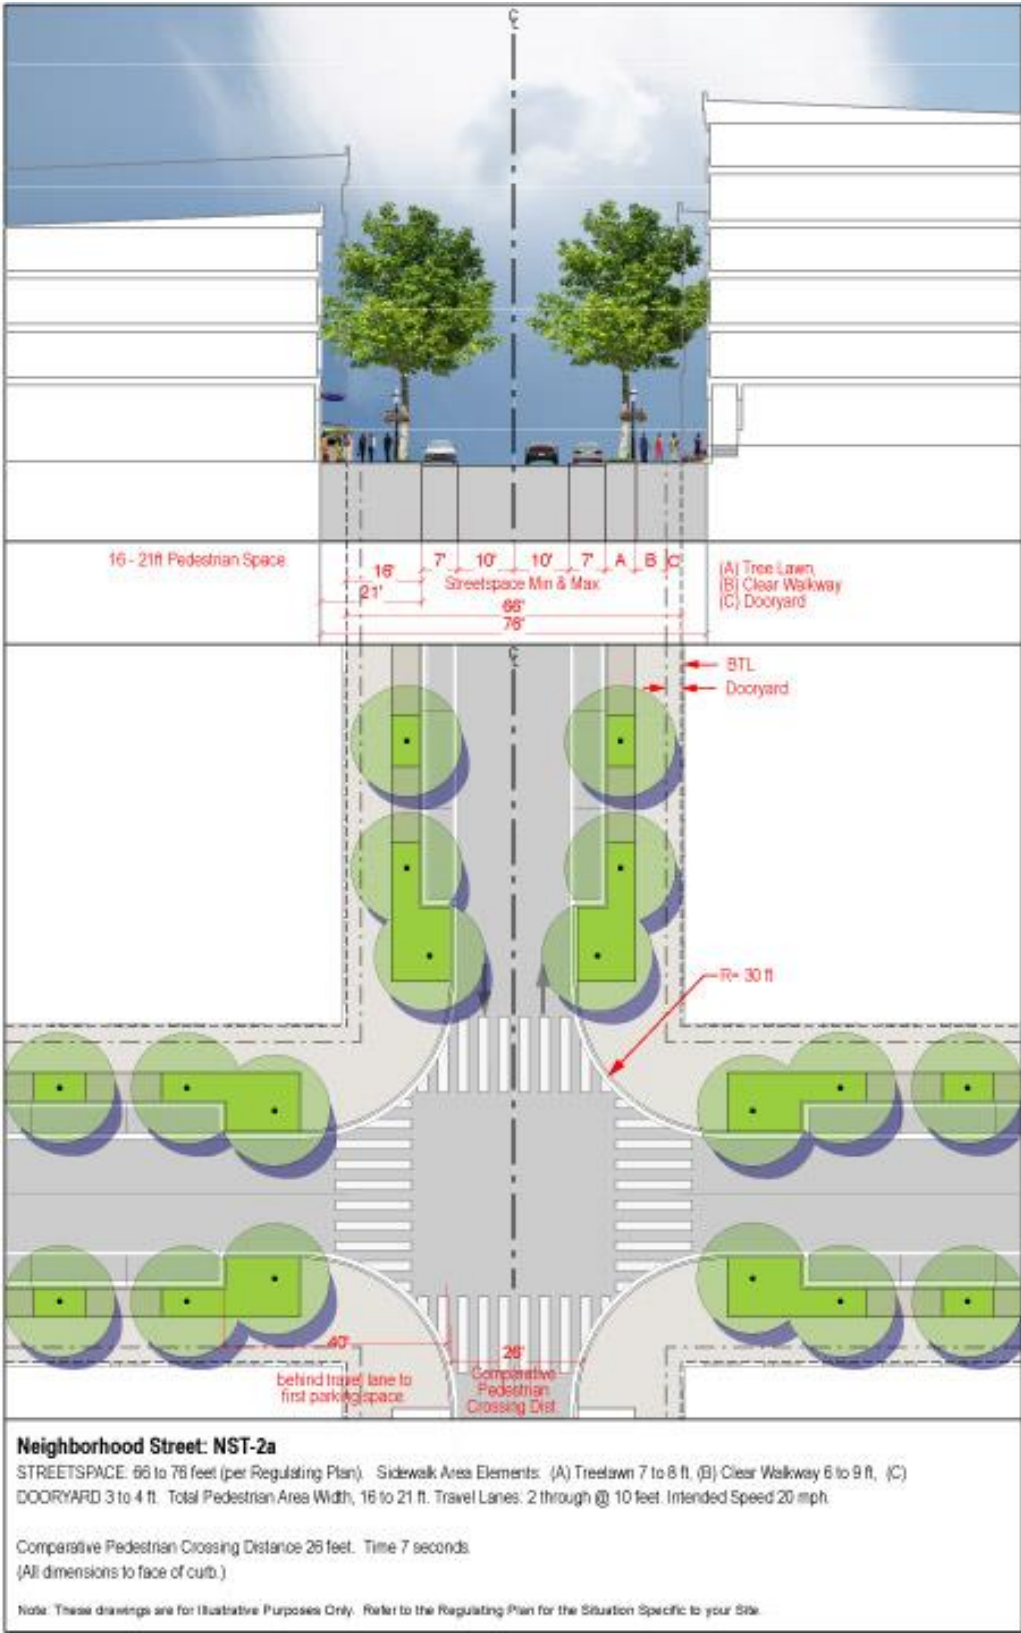 ℄
16 - 21ft Pedestrian Space
7' 10' 10' 7' A B C
16'
Streetspace Min & Max
21'
66'
76'
(A) Tree Lawn,
(B) Clear Walkway
(C) Dooryard
℄
BTL
Dooryard
R= 30 ft
40'
behind travel lane to
first parking space
26'
Comparative
Pedestrian
Crossing Dist.
Neighborhood Street: NST-2a
STREETSPACE: 66 to 76 feet (per Regulating Plan). Sidewalk Area Elements: (A) Treelawn 7 to 8 ft, (B) Clear Walkway 6 to 9 ft, (C)
DOORYARD 3 to 4 ft. Total Pedestrian Area Width, 16 to 21 ft. Travel Lanes: 2 through @ 10 feet. Intended Speed 20 mph.
Comparative Pedestrian Crossing Distance 26 feet. Time 7 seconds.
(All dimensions to face of curb.)
Note: These drawings are for Illustrative Purposes Only. Refer to the Regulating Plan for the Situation Specific to your Site.